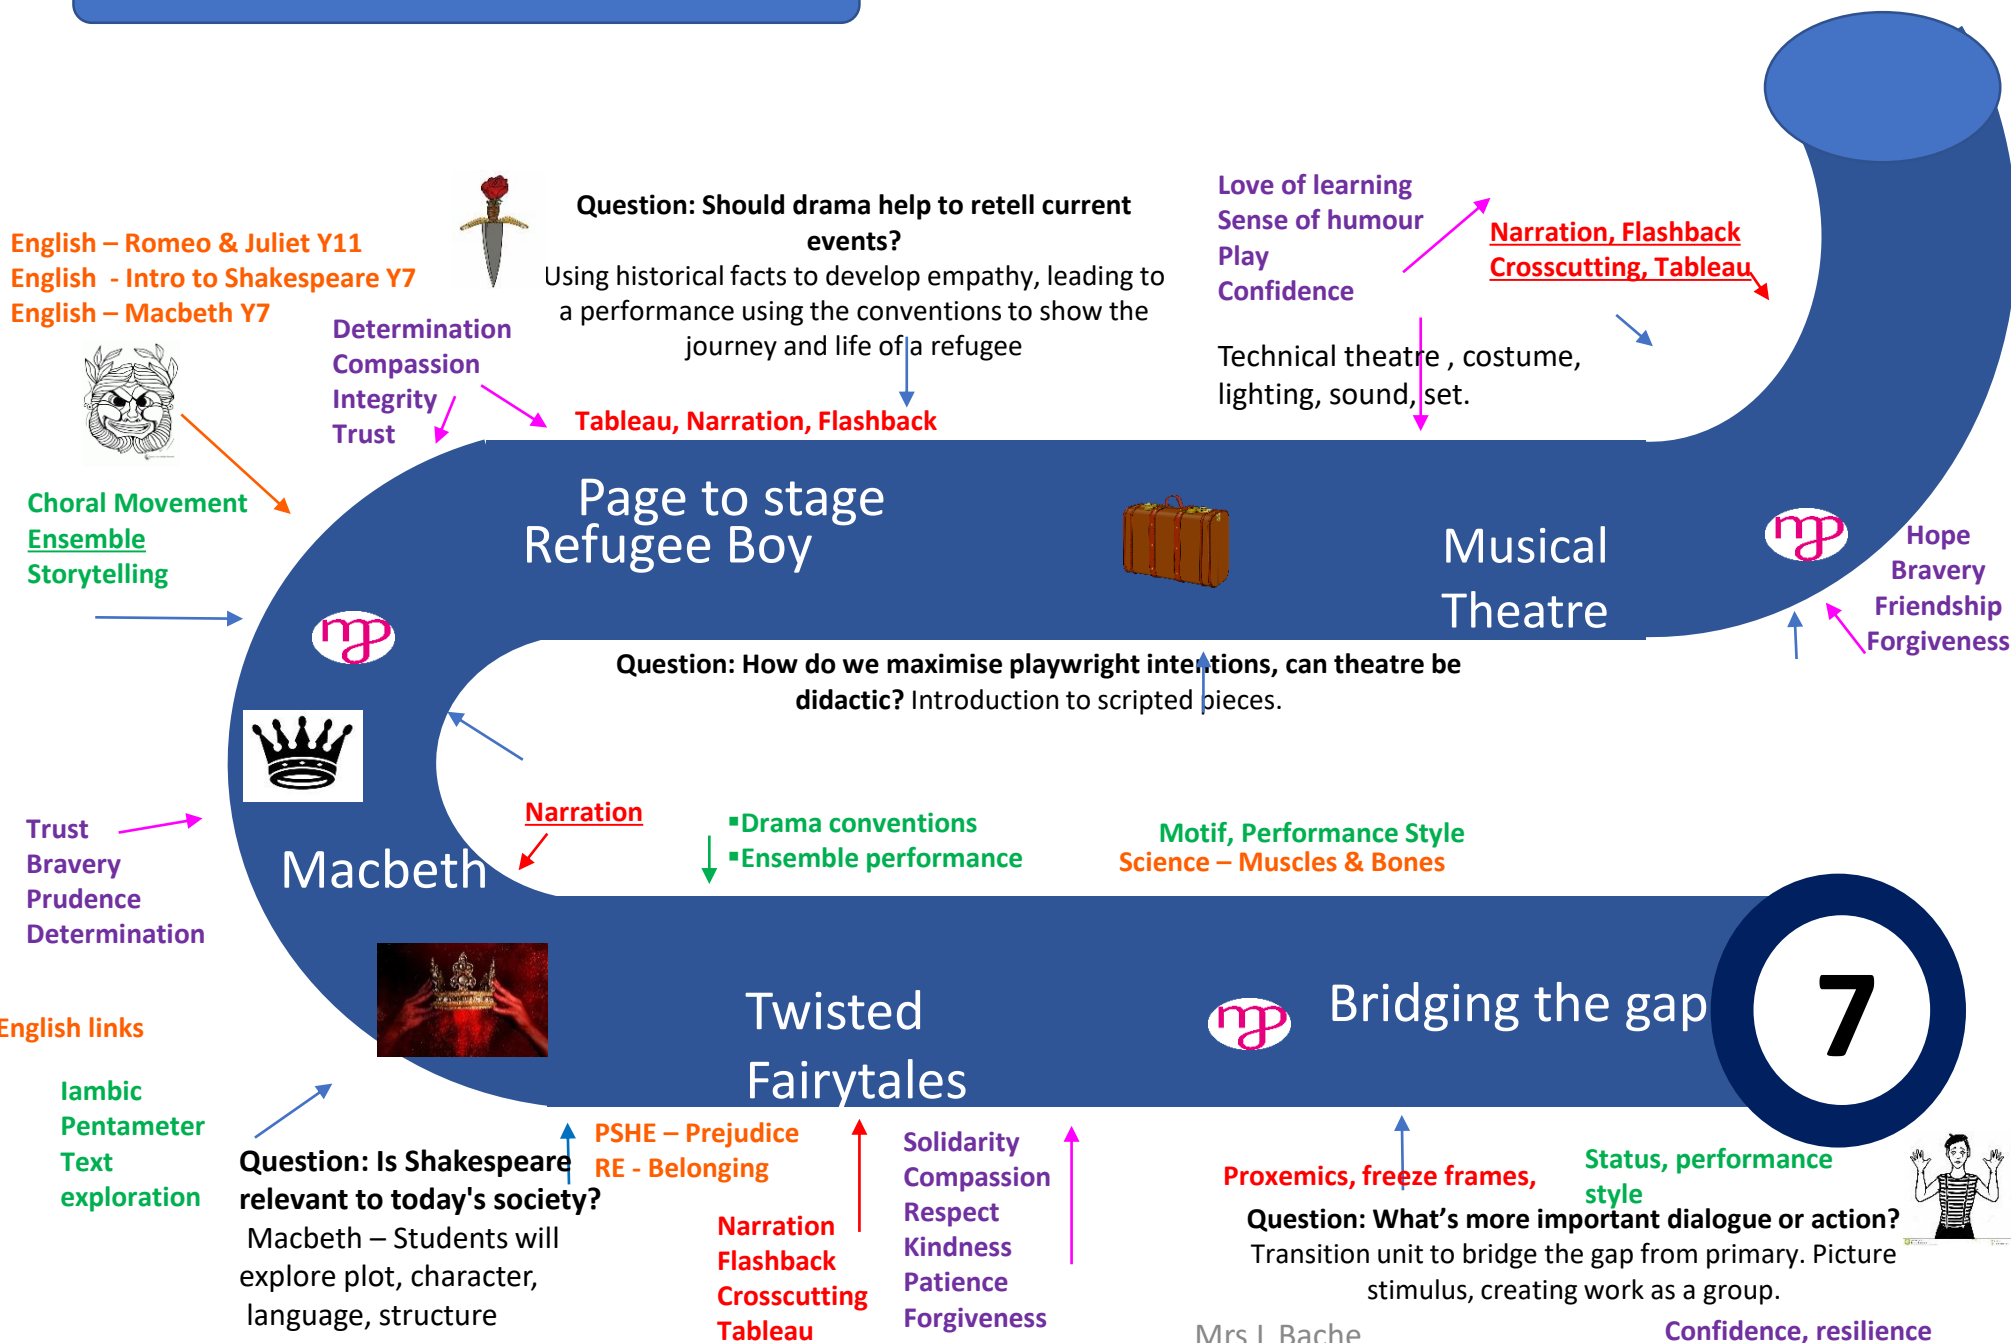 English – Romeo & Juliet Y11
English - Intro to Shakespeare Y7
English – Macbeth Y7
Determination
Compassion
Integrity
Trust
Question: Should drama help to retell current
events?
Using historical facts to develop empathy, leading to
a performance using the conventions to show the
journey and life of a refugee
Tableau, Narration, Flashback
Love of learning
Sense of humour
Play
Confidence
Narration, Flashback
Crosscutting, Tableau
Technical theatre , costume,
lighting, sound, set.
Choral Movement
Ensemble
Storytelling
Page to stage
Refugee Boy
Musical
Theatre
mp
mp
Hope
Bravery
Friendship
Forgiveness
Question: How do we maximise playwright intentions, can theatre be
didactic? Introduction to scripted pieces.
Narration
▪Drama conventions
▪Ensemble performance
Motif, Performance Style
Science – Muscles & Bones
Trust
Bravery
Prudence
Determination
Macbeth
Twisted
Fairytales
mp
Bridging the gap
7
English links
Iambic
Pentameter
Text
exploration
Question: Is Shakespeare
relevant to today's society?
Macbeth – Students will
explore plot, character,
language, structure
PSHE – Prejudice
RE - Belonging
Narration
Flashback
Crosscutting
Tableau
Solidarity
Compassion
Respect
Kindness
Patience
Forgiveness
Proxemics, freeze frames,
Status, performance
style
Question: What’s more important dialogue or action?
Transition unit to bridge the gap from primary. Picture
stimulus, creating work as a group.
Mrs J Bache
Confidence, resilience